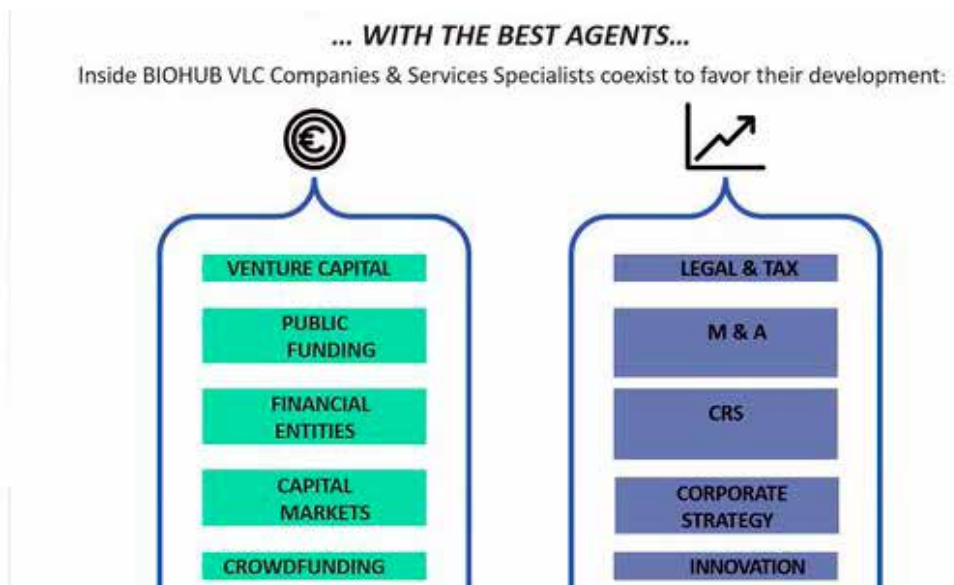 ... WITH THE BEST AGENTS...
Inside BIOHUB VLC Companies & Services Specialists coexist to favor their development:
€
VENTURE CAPITAL
PUBLIC
FUNDING
FINANCIAL
ENTITIES
CAPITAL
MARKETS
CROWDFUNDING
LEGAL & TAX
M & A
CRS
CORPORATE
STRATEGY
INNOVATION